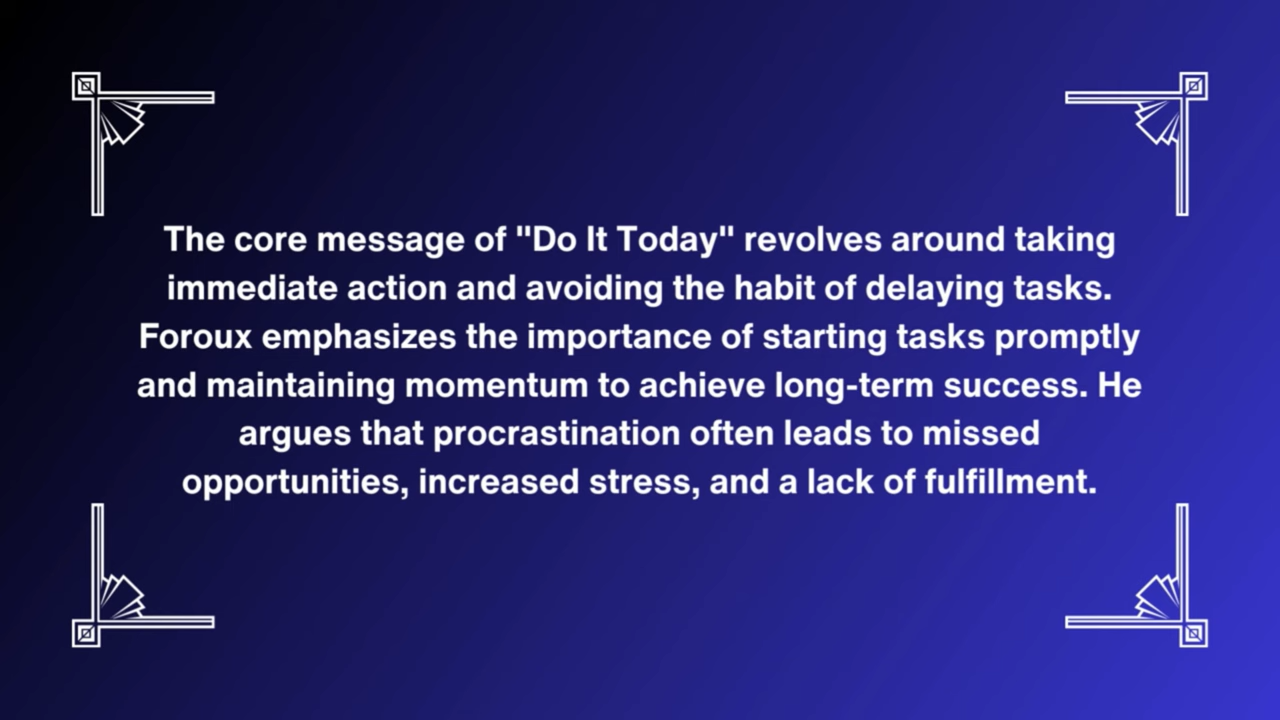 The core message of "Do It Today" revolves around taking
immediate action and avoiding the habit of delaying tasks.
Foroux emphasizes the importance of starting tasks promptly
and maintaining momentum to achieve long-term success. He
argues that procrastination often leads to missed
opportunities, increased stress, and a lack of fulfillment.